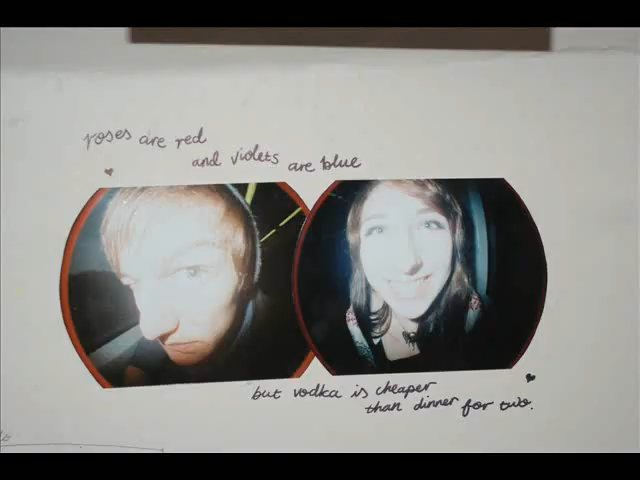 roses are red
and violets are blue
but vodka is cheaper
than dinner for two.